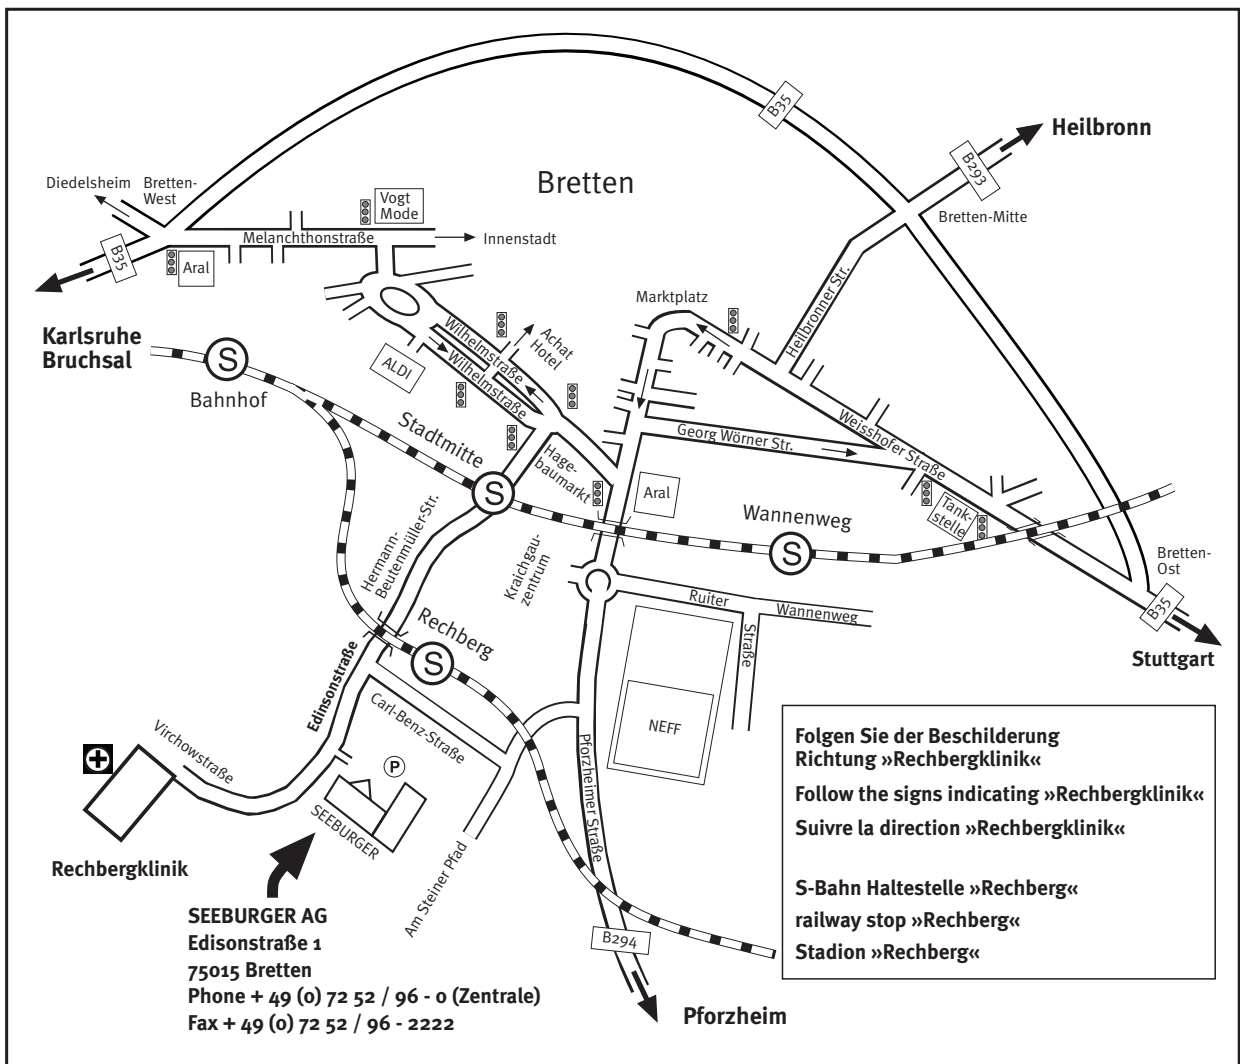 B35
Heilbronn
B293
Bretten-Mitte
Bretten
Diedelsheim
Bretten-
West
Vogt
Mode
Melanchthonstraße
Innenstadt
B35
Aral
Karlsruhe
Bruchsal
S
Bahnhof
Marktplatz
Heilbronner Str.
Wilhelmstraße
Wilhelmstraße
Achat
Hotel
ALDI
Stadtmitte
S
Hage-
baumarkt
Georg Wörner Str.
Weisshofer Straße
Aral
Tank-
stelle
Wannenweg
S
Bretten-
Ost
B35
Stuttgart
Hermann-
Beutenmüller-Str.
Kraichgau-
zentrum
Ruiter
Straße
Wannenweg
Rechberg
S
Edinsonstraße
Carl-Benz-Straße
NEFF
Virchowstraße
P
SEEBURGER
Rechbergklinik
Am Steiner Pfad
Pforzheimer Straße
B294
Pforzheim
SEEBURGER AG
Edisonstraße 1
75015 Bretten
Phone + 49 (0) 72 52 / 96 - 0 (Zentrale)
Fax + 49 (0) 72 52 / 96 - 2222
Folgen Sie der Beschilderung
Richtung »Rechbergklinik«
Follow the signs indicating »Rechbergklinik«
Suivre la direction »Rechbergklinik«
S-Bahn Haltestelle »Rechberg«
railway stop »Rechberg«
Stadion »Rechberg«